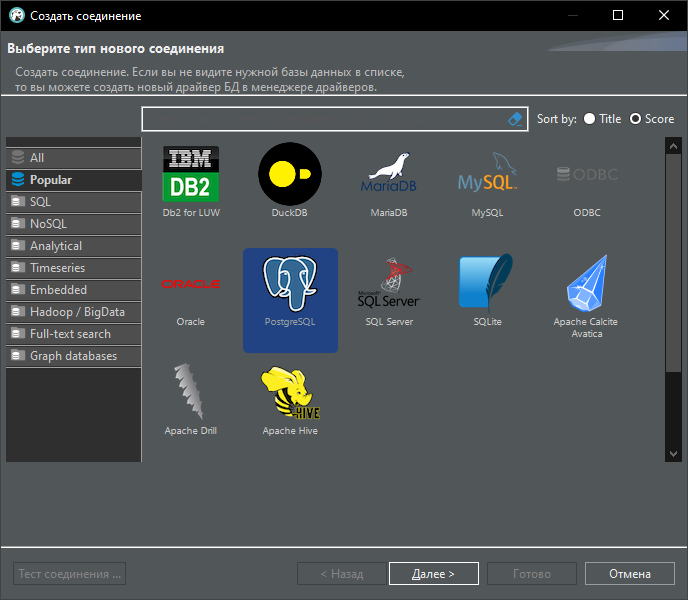 Создать соединение
Выберите тип нового соединения
Создать соединение. Если вы не видите нужной базы данных в списке,
то вы можете создать новый драйвер БД в менеджере драйверов.
Sort by: Title Score
All
Popular
SQL
NoSQL
Analytical
Timeseries
Embedded
Hadoop / BigData
Full-text search
Graph databases
IBM
DB2
MariaDB
MySQL
ODBC
Db2 for LUW
DuckDB
MariaDB
MySQL
ODBC
ORACLE
Microsoft
SQL Server
Oracle
PostgreSQL
SQL Server
SQLite
Apache Calcite
Avatica
HIVE
Apache Drill
Apache Hive
Тест соединения ...
< Назад
Далее >
Готово
Отмена